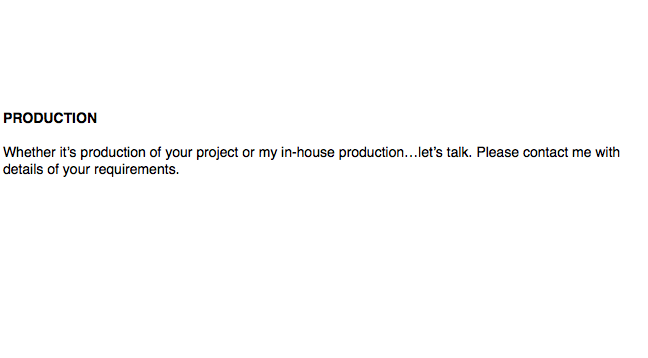 PRODUCTION
Whether it’s production of your project or my in-house production…let’s talk. Please contact me with
details of your requirements.